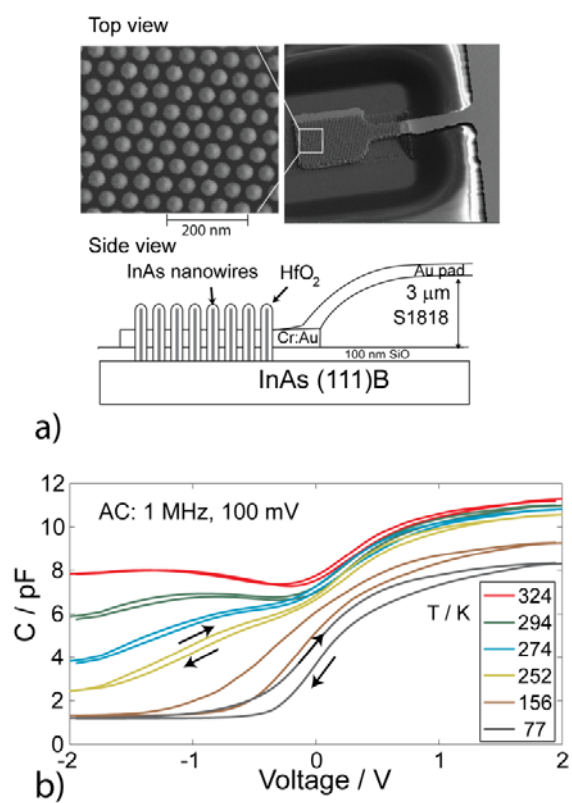 Top view
200 nm
Side view
InAs nanowires
HfO2
Au pad
3 μm
S1818
Cr:Au
100 nm SiO
InAs (111)B
a)
12
10
8
6
4
2
0
C / pF
AC: 1 MHz, 100 mV
T / K
324
294
274
252
156
77
-2
-1
0
1
2
Voltage / V
b)